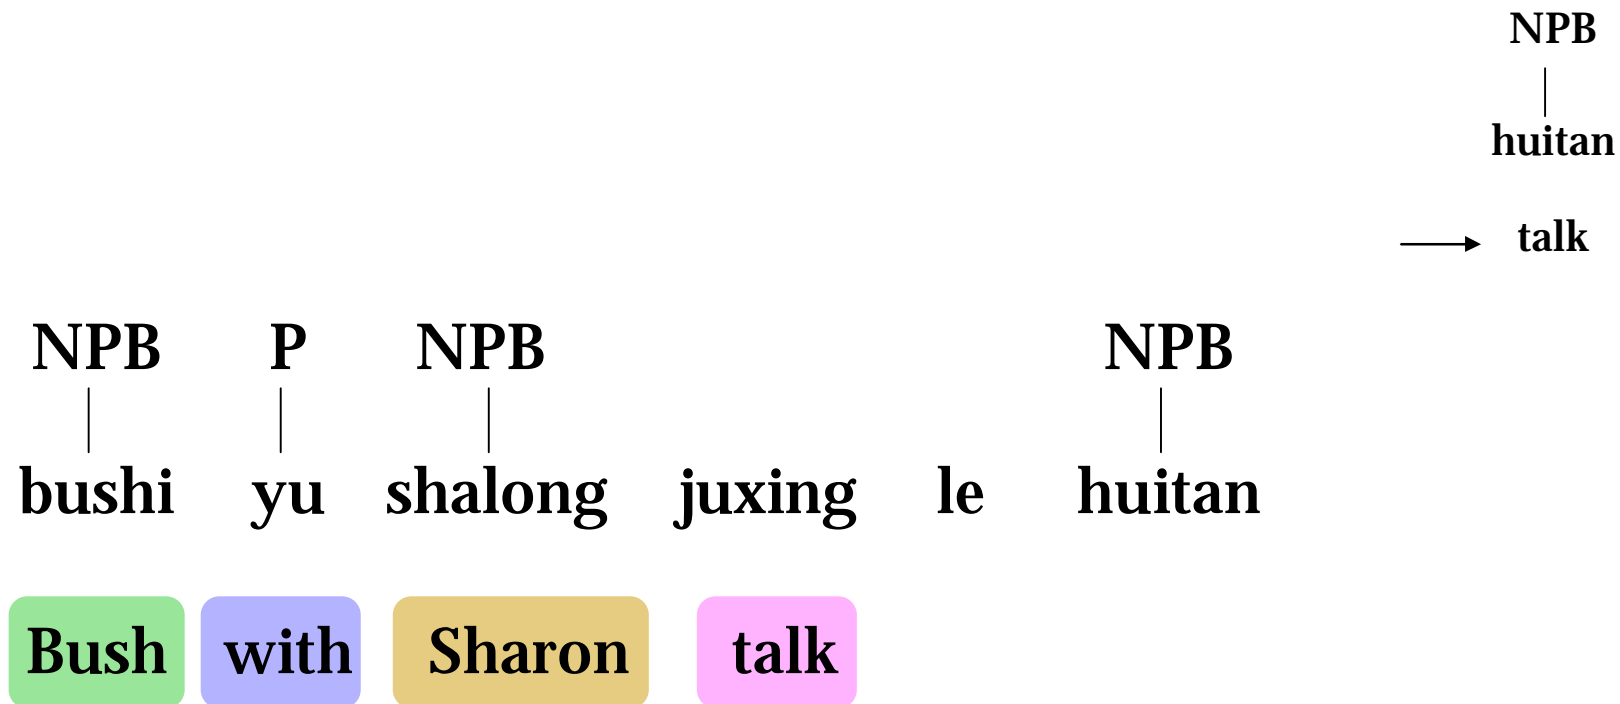 NPB
huitan
talk
NPB P NPB NPB
bushi yu shalong juxing le huitan
Bush with Sharon talk